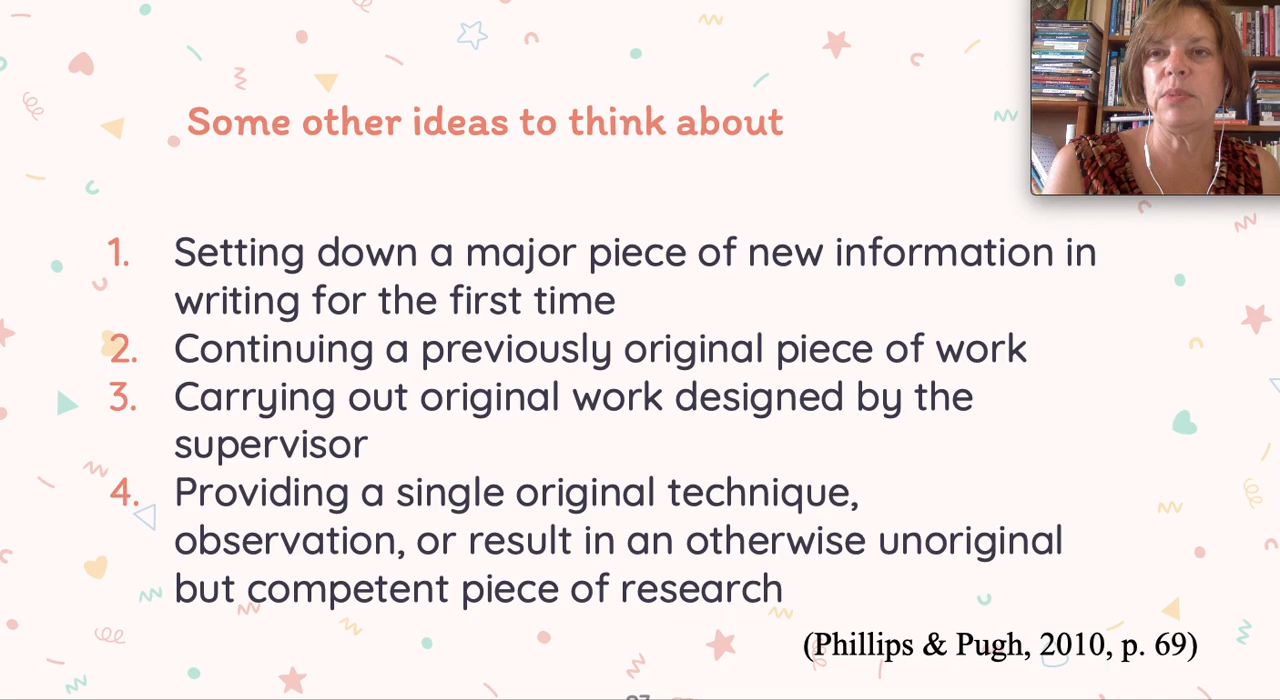 Some other ideas to think about
1. Setting down a major piece of new information in
writing for the first time
2. Continuing a previously original piece of work
3. Carrying out original work designed by the
supervisor
4. Providing a single original technique,
observation, or result in an otherwise unoriginal
but competent piece of research
(Phillips & Pugh, 2010, p. 69)